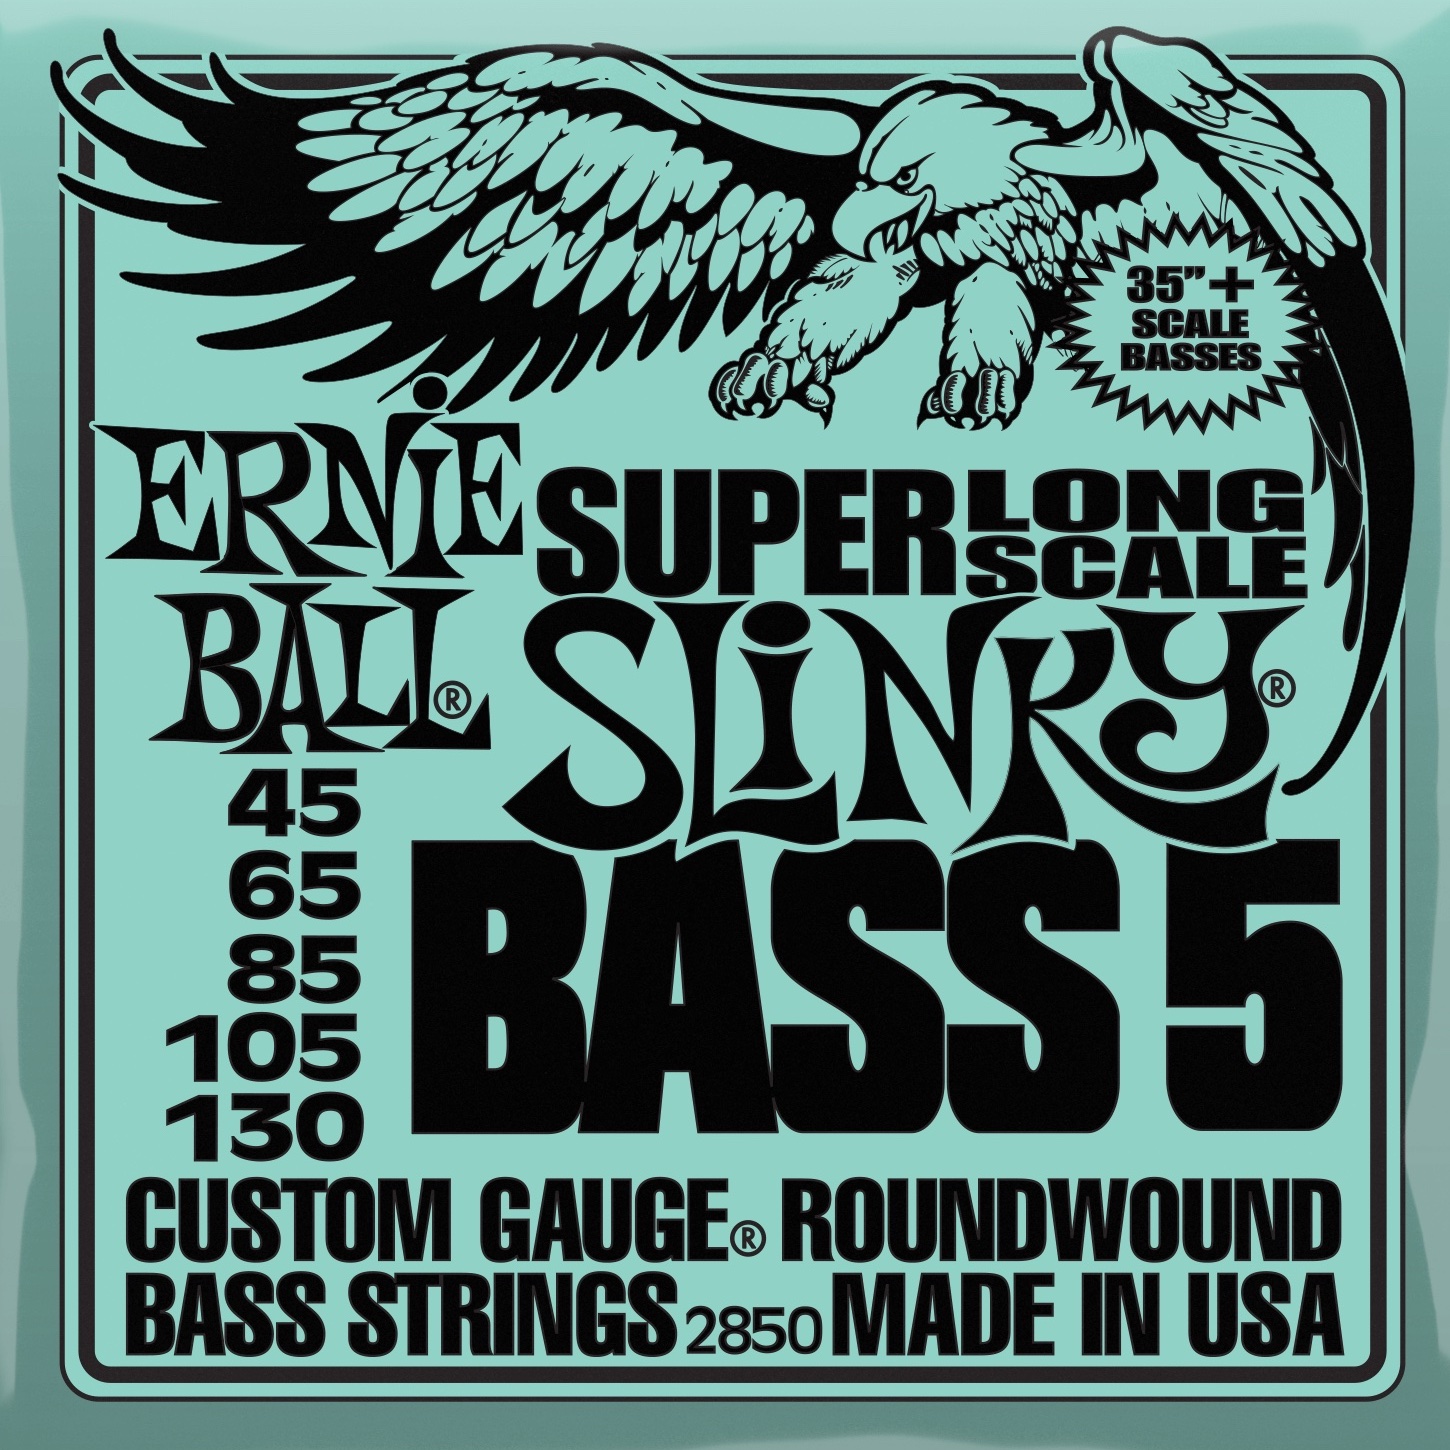 35”+
SCALE
BASSES
ERNiE
BALL®
SUPER LONG
SCALE
SLiNKY®
BASS 5
45
65
85
105
130
CUSTOM GAUGE® ROUNDWOUND
BASS STRINGS 2850 MADE IN USA